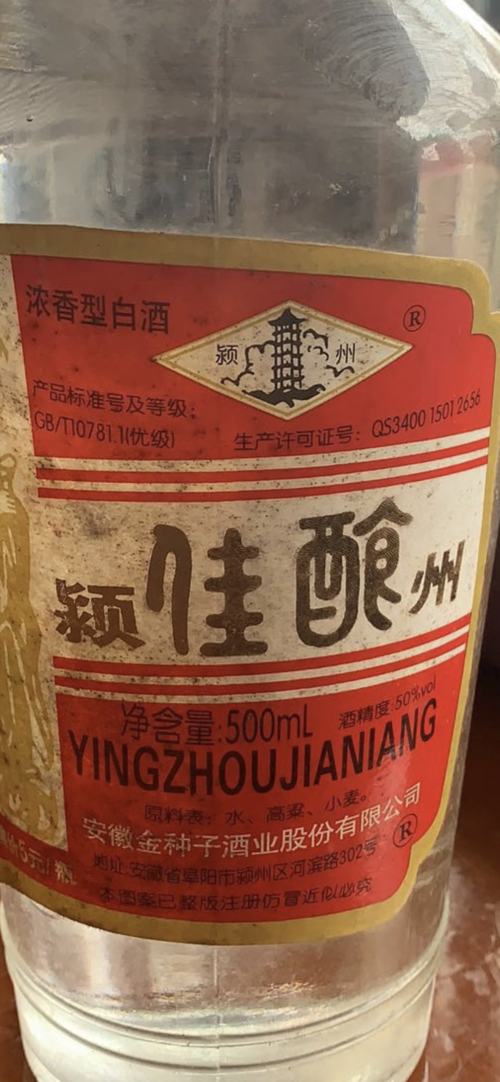 浓香型白酒
颍 州
®
产品标准号及等级:
GB/T10781.1(优级)
生产许可证号: QS3400 1501 2656
颍佳酿州
净含量:500mL 酒精度:50%vol
YINGZHOUJIANIANG
原料表: 水、高粱、小麦。
安徽金种子酒业股份有限公司
®
地址:安徽省阜阳市颍州区河滨路302号
本图案已整版注册仿冒近似必究
5元/瓶